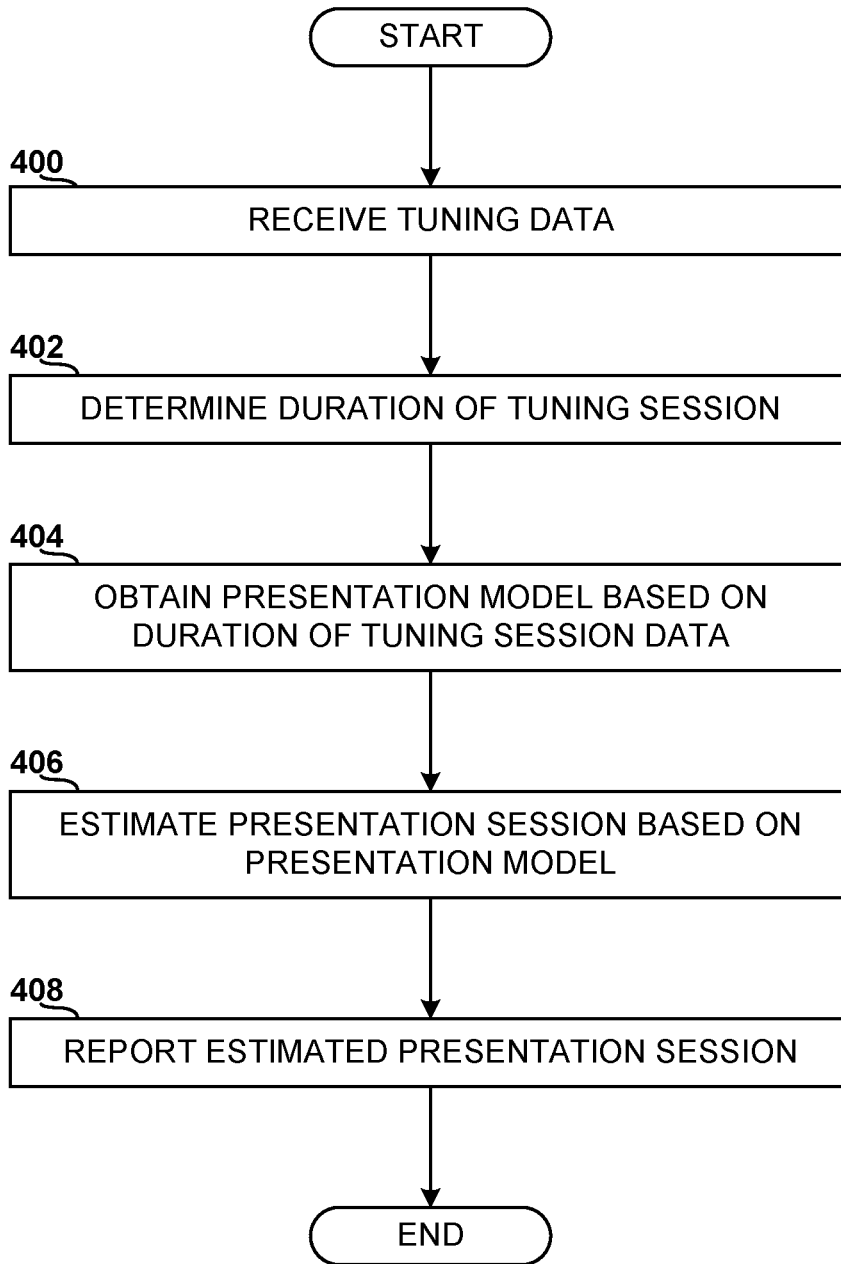 START
400
RECEIVE TUNING DATA
402
DETERMINE DURATION OF TUNING SESSION
404
OBTAIN PRESENTATION MODEL BASED ON
DURATION OF TUNING SESSION DATA
406
ESTIMATE PRESENTATION SESSION BASED ON
PRESENTATION MODEL
408
REPORT ESTIMATED PRESENTATION SESSION
END